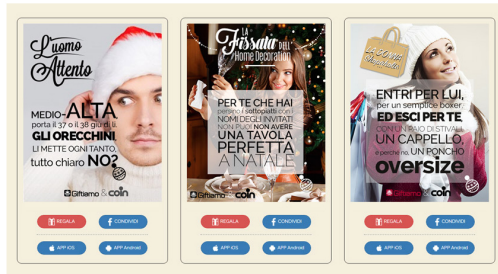 L'uomo
Attento
MEDIO-ALTA
porta il 37 o il 38 giù di lì.
GLI ORECCHINI
LI METTE OGNI TANTO,
tutto chiaro NO?
Giftiamo & coin
REGALA
CONDIVIDI
APP iOS
APP Android
LA
Fissata DELL'
Home Decoration
PER TE CHE HAI
persino i sottopiatti con i
NOMI DEGLI INVITATI
NON PUOI NON AVERE
UNA TAVOLA
PERFETTA
A NATALE
Giftiamo & coin
REGALA
CONDIVIDI
APP iOS
APP Android
ENTRI PER LUI,
per un semplice boxer
ED ESCI PER TE,
CON UN PAIO DI STIVALI,
UN CAPPELLO,
e perché no, UN PONCHO
oversize
Giftiamo & coin
REGALA
CONDIVIDI
APP iOS
APP Android